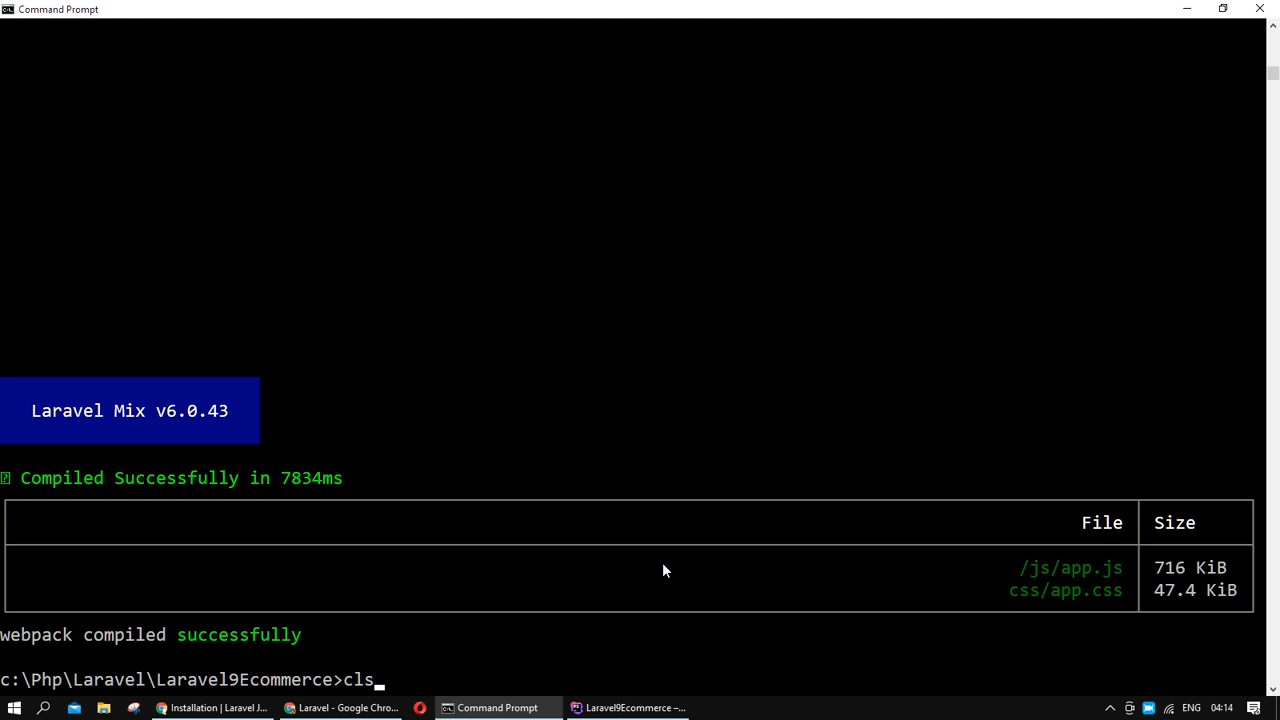 Command Prompt
Laravel Mix v6.0.43
Compiled Successfully in 7834ms
File
Size
/js/app.js
716 KiB
css/app.css
47.4 KiB
webpack compiled successfully
c:\Php\Laravel\Laravel9Ecommerce>cls
Installation | Laravel J...
Laravel - Google Chro...
Command Prompt
Laravel9Ecommerce –...
ENG
04:14